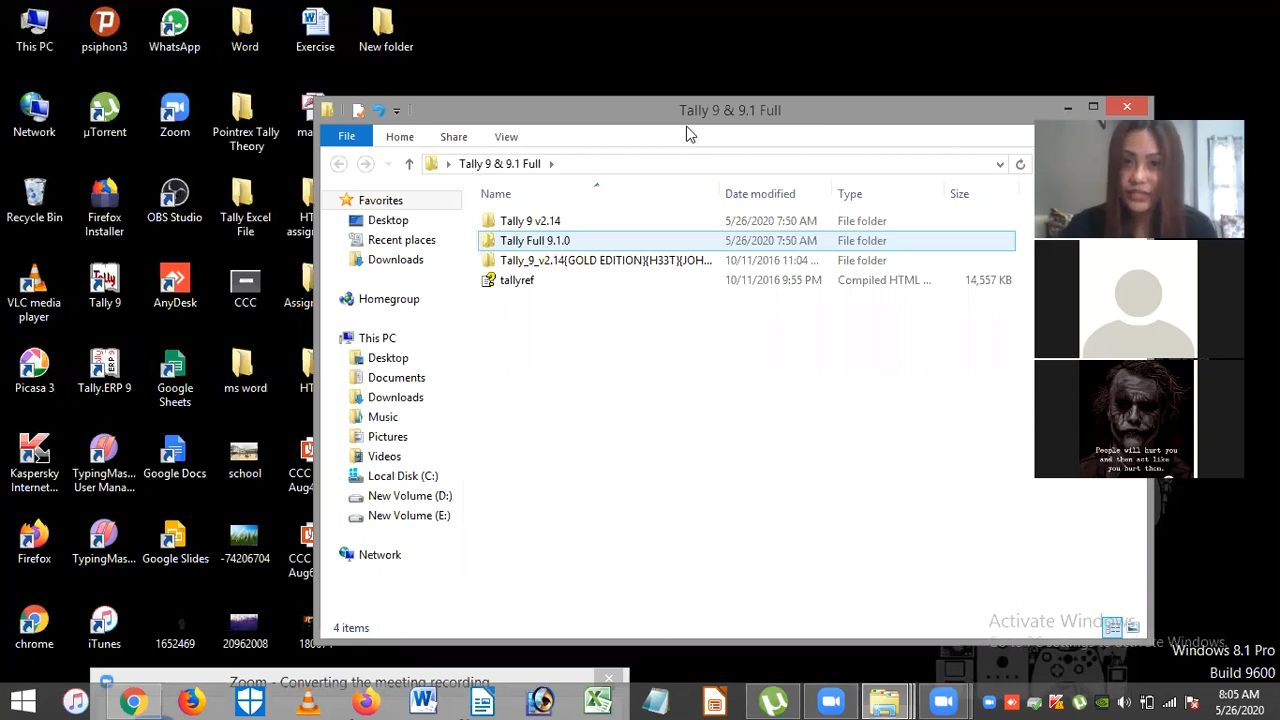 This PC
psiphon3
WhatsApp
Word
Exercise
New folder
Network
µTorrent
Zoom
Pointrex Tally
Theory
Recycle Bin
Firefox
Installer
OBS Studio
Tally Excel
File
VLC media
player
Tally 9
AnyDesk
CCC
Picasa 3
Tally.ERP 9
Google
Sheets
ms word
Kaspersky
Internet...
TypingMas...
User Mana...
Google Docs
school
CCC
Firefox
TypingMas...
Google Slides
-74206704
CCC
chrome
iTunes
1652469
20962008
Tally 9 & 9.1 Full
File
Home
Share
View
Tally 9 & 9.1 Full
Name
Date modified
Type
Size
Favorites
Desktop
Recent places
Downloads
Homegroup
This PC
Desktop
Documents
Downloads
Music
Pictures
Videos
Local Disk (C:)
New Volume (D:)
New Volume (E:)
Network
Tally 9 v2.14 5/26/2020 7:50 AM File folder
Tally Full 9.1.0 5/26/2020 7:50 AM File folder
Tally_9_v2.14{GOLD EDITION}{H33T}{JOH... 10/11/2016 11:04 ... File folder
tallyref 10/11/2016 9:55 PM Compiled HTML ... 14,557 KB
4 items
People will hurt you
and then act like
you hurt them.
Activate Windows
Go to PC settings to activate Windows.
Windows 8.1 Pro
Build 9600
Zoom - Converting the meeting recording
8:05 AM
5/26/2020